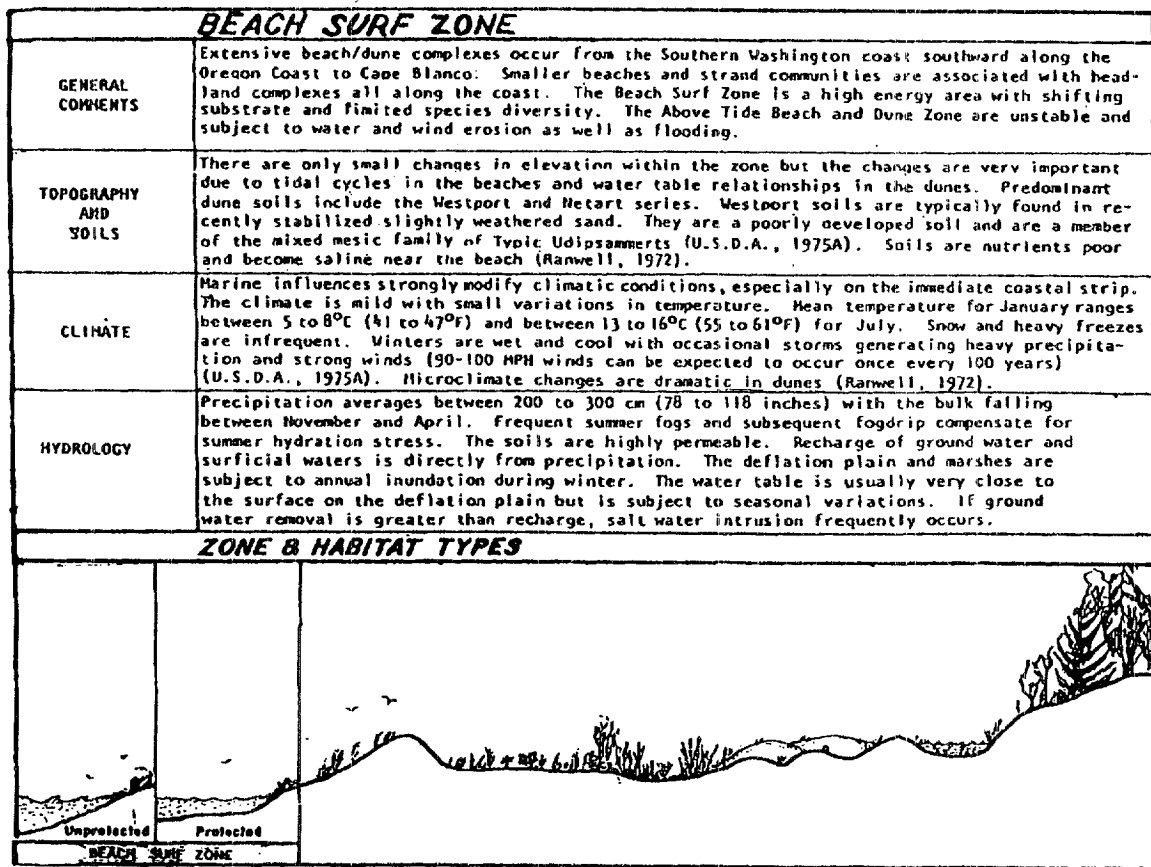 BEACH SURF ZONE
GENERAL
COMMENTS
Extensive beach/dune complexes occur from the Southern Washington coast southward along the
Oregon Coast to Cape Blanco: Smaller beaches and strand communities are associated with head-
land complexes all along the coast. The Beach Surf Zone is a high energy area with shifting
substrate and limited species diversity. The Above Tide Beach and Dune Zone are unstable and
subject to water and wind erosion as well as flooding.
TOPOGRAPHY
AND
SOILS
There are only small changes in elevation within the zone but the changes are very important
due to tidal cycles in the beaches and water table relationships in the dunes. Predominant
dune soils include the Westport and Netart series. Westport soils are typically found in re-
cently stabilized slightly weathered sand. They are a poorly developed soil and are a member
of the mixed mesic family of Typic Udipsamments (U.S.D.A., 1975A). Soils are nutrients poor
and become saline near the beach (Ranwell, 1972).
CLIMATE
Marine influences strongly modify climatic conditions, especially on the immediate coastal strip.
The climate is mild with small variations in temperature. Mean temperature for January ranges
between 5 to 8°C (41 to 47°F) and between 13 to 16°C (55 to 61°F) for July. Snow and heavy freezes
are infrequent. Winters are wet and cool with occasional storms generating heavy precipita-
tion and strong winds (90-100 MPH winds can be expected to occur once every 100 years)
(U.S.D.A., 1975A). Microclimate changes are dramatic in dunes (Ranwell, 1972).
HYDROLOGY
Precipitation averages between 200 to 300 cm (78 to 118 inches) with the bulk falling
between November and April. Frequent summer fogs and subsequent fogdrip compensate for
summer hydration stress. The soils are highly permeable. Recharge of ground water and
surficial waters is directly from precipitation. The deflation plain and marshes are
subject to annual inundation during winter. The water table is usually very close to
the surface on the deflation plain but is subject to seasonal variations. If ground
water removal is greater than recharge, salt water intrusion frequently occurs.
ZONE & HABITAT TYPES
Unprotected
Protected
BEACH SURF ZONE